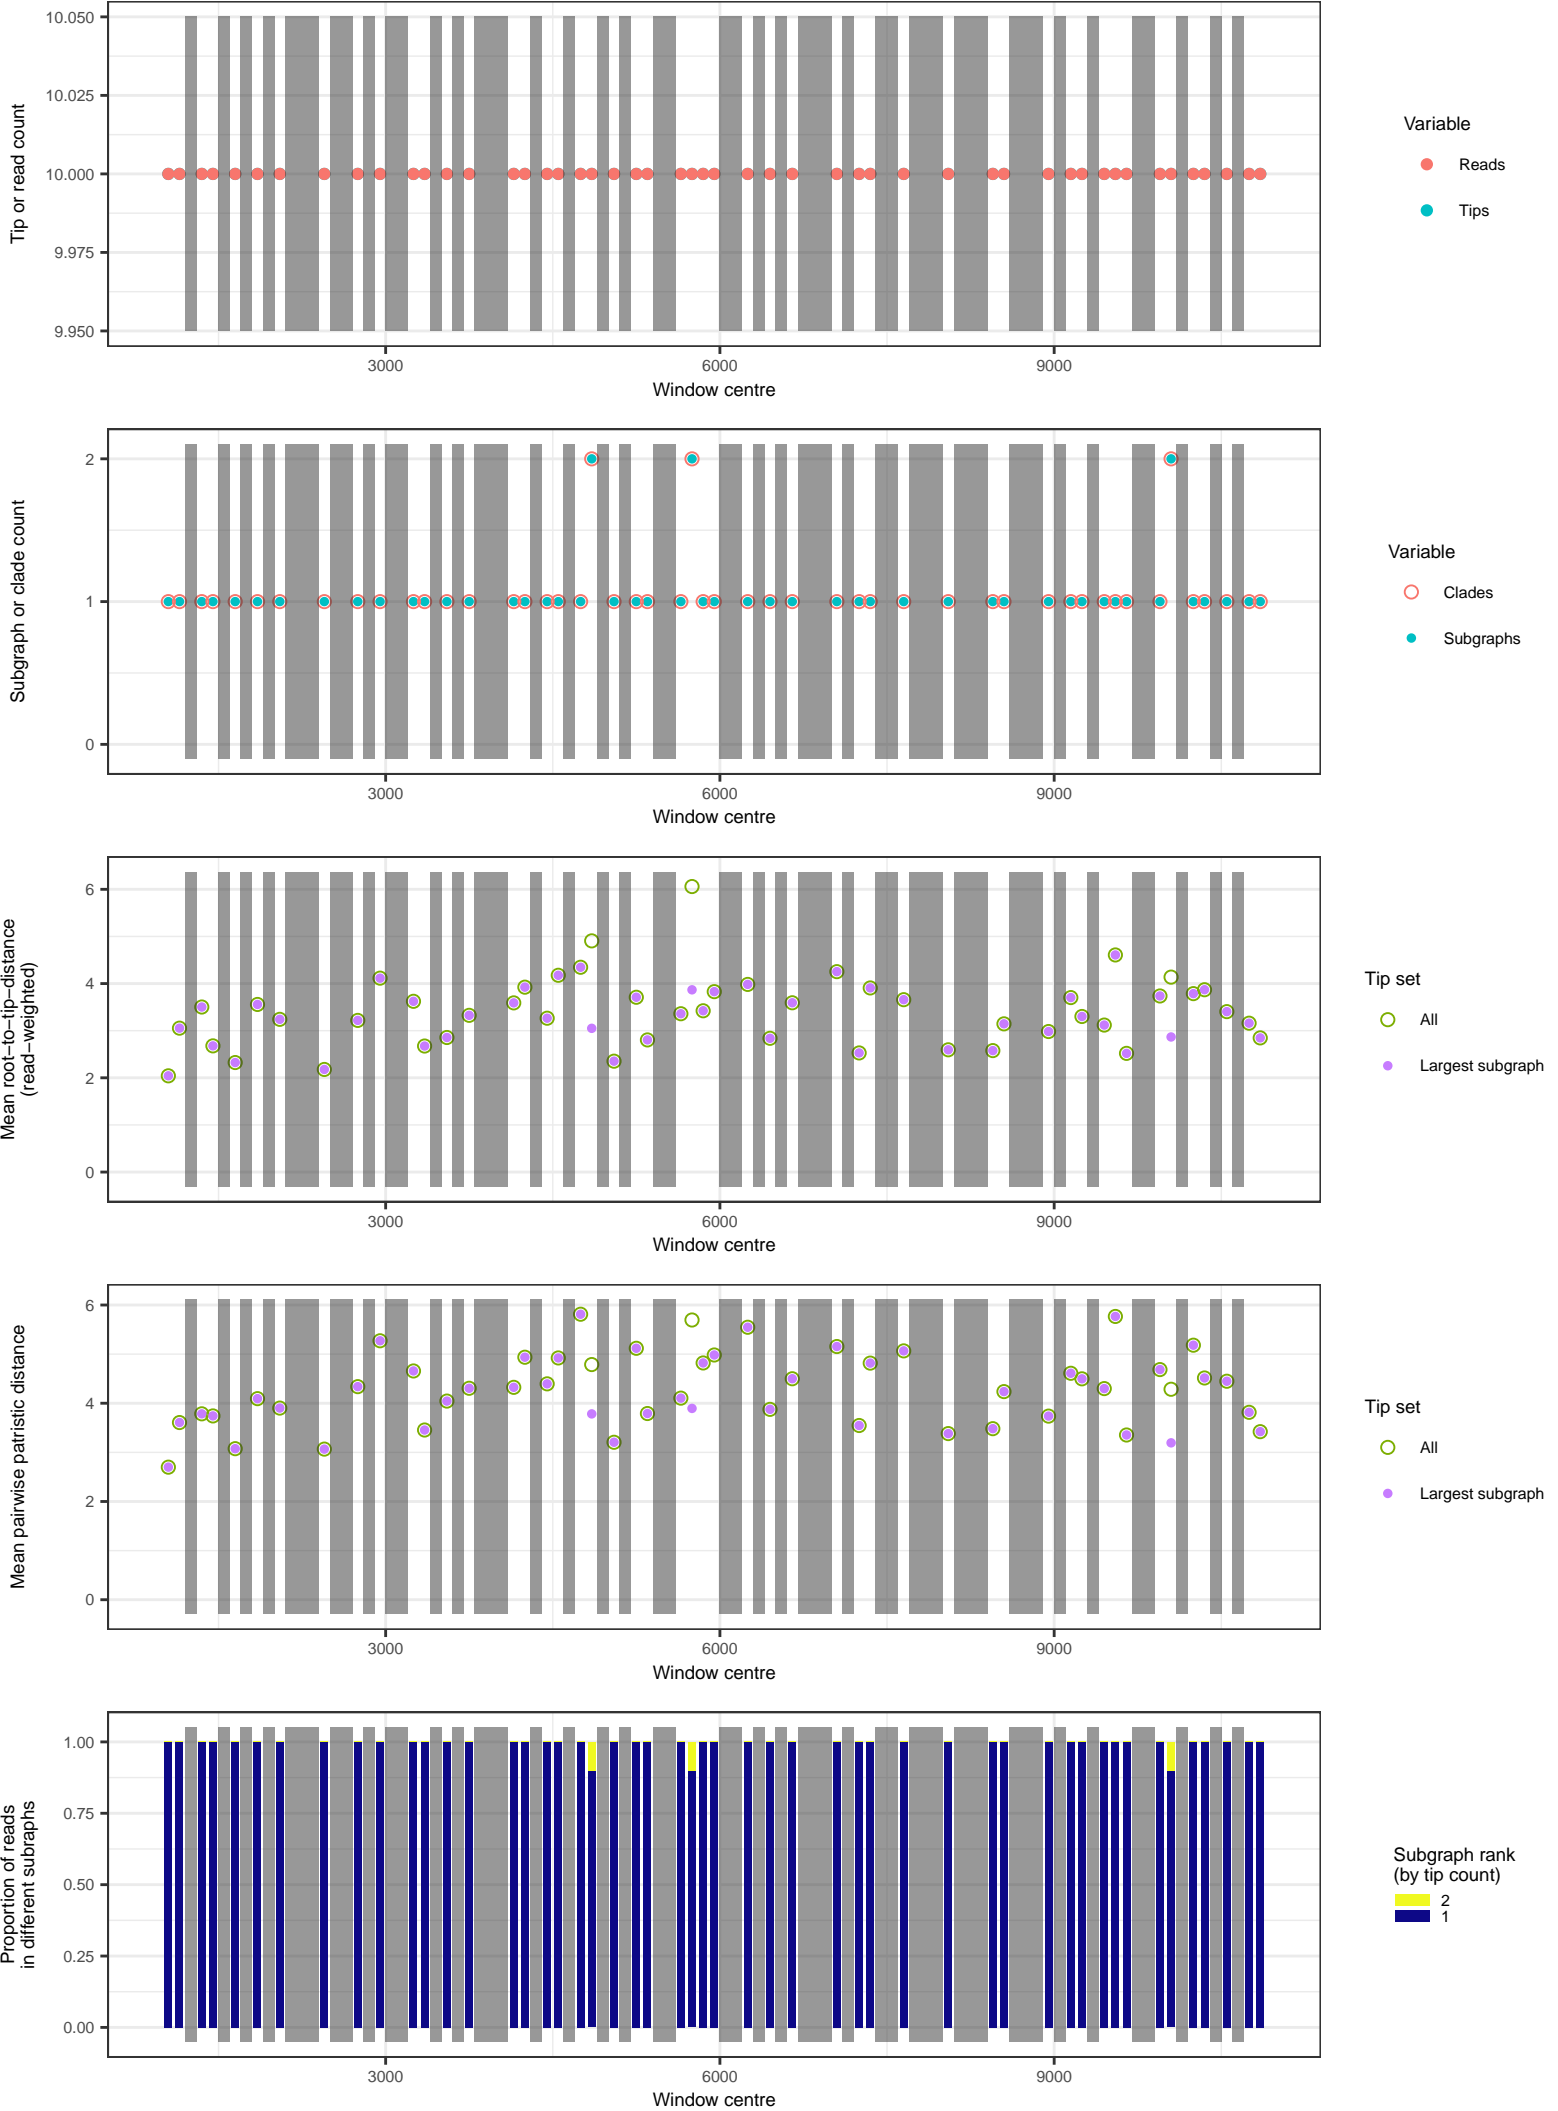 10.050
10.025
10.000
9.975
9.950
Tip or read count
3000
6000
9000
Window centre
Variable
Reads
Tips
2
1
0
Subgraph or clade count
3000
6000
9000
Window centre
Variable
Clades
Subgraphs
6
4
2
0
Mean root−to−tip−distance
(read−weighted)
3000
6000
9000
Window centre
Tip set
All
Largest subgraph
6
4
2
0
Mean pairwise patristic distance
3000
6000
9000
Window centre
Tip set
All
Largest subgraph
1.00
0.75
0.50
0.25
0.00
Proportion of reads
in different subraphs
3000
6000
9000
Window centre
Subgraph rank
(by tip count)
2
1